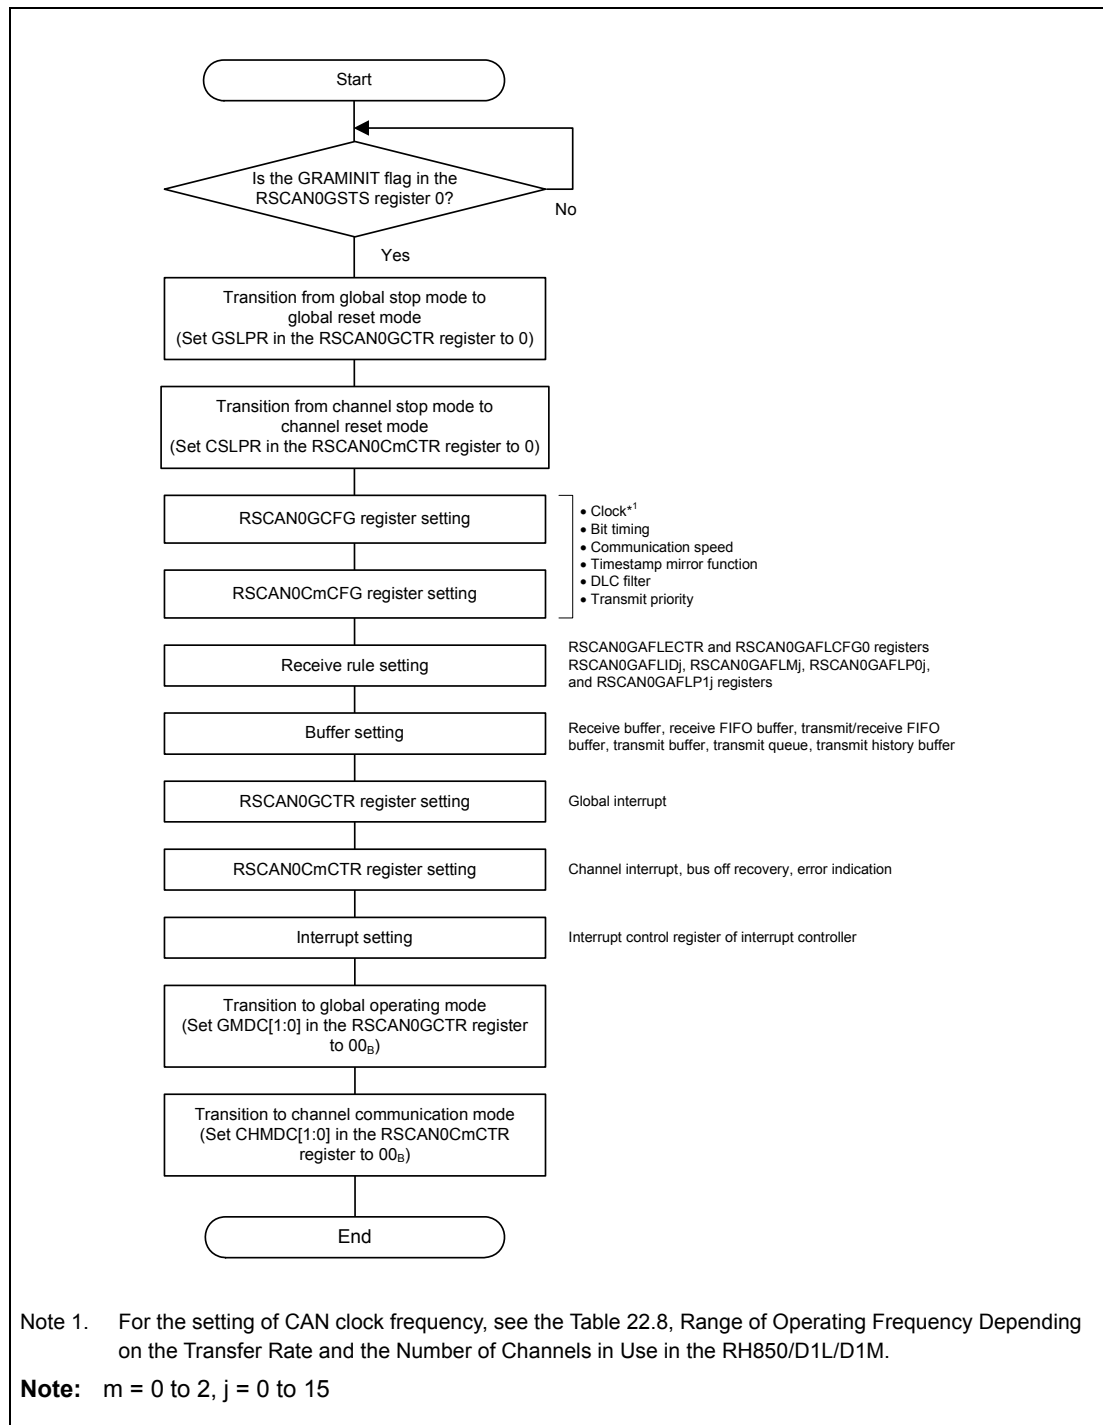 Start
Is the GRAMINIT flag in the
RSCAN0GSTS register 0?
No
Yes
Transition from global stop mode to
global reset mode
(Set GSLPR in the RSCAN0GCTR register to 0)
Transition from channel stop mode to
channel reset mode
(Set CSLPR in the RSCAN0CmCTR register to 0)
RSCAN0GCFG register setting
RSCAN0CmCFG register setting
• Clock*1
• Bit timing
• Communication speed
• Timestamp mirror function
• DLC filter
• Transmit priority
Receive rule setting
RSCAN0GAFLECTR and RSCAN0GAFLCFG0 registers
RSCAN0GAFLIDj, RSCAN0GAFLMj, RSCAN0GAFLP0j,
and RSCAN0GAFLP1j registers
Buffer setting
Receive buffer, receive FIFO buffer, transmit/receive FIFO
buffer, transmit buffer, transmit queue, transmit history buffer
RSCAN0GCTR register setting
Global interrupt
RSCAN0CmCTR register setting
Channel interrupt, bus off recovery, error indication
Interrupt setting
Interrupt control register of interrupt controller
Transition to global operating mode
(Set GMDC[1:0] in the RSCAN0GCTR register
to 00B)
Transition to channel communication mode
(Set CHMDC[1:0] in the RSCAN0CmCTR
register to 00B)
End
Note 1. For the setting of CAN clock frequency, see the Table 22.8, Range of Operating Frequency Depending
on the Transfer Rate and the Number of Channels in Use in the RH850/D1L/D1M.
Note: m = 0 to 2, j = 0 to 15